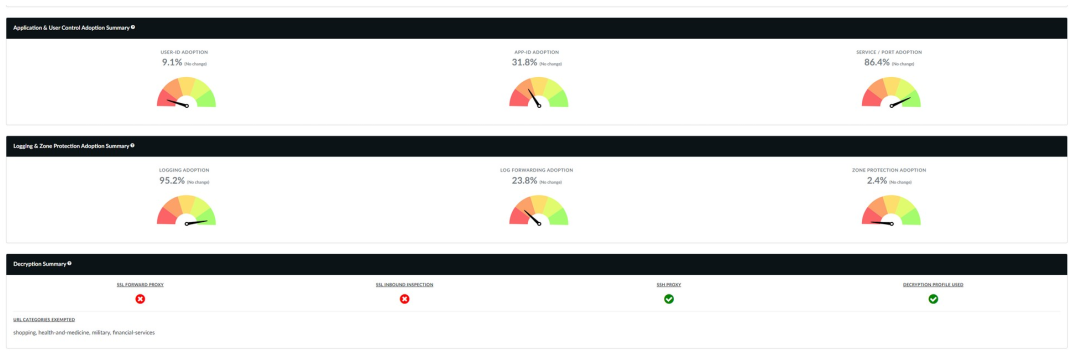 Application & User Control Adoption Summary
USER-ID ADOPTION
9.1% (No change)
APP-ID ADOPTION
31.8% (No change)
SERVICE / PORT ADOPTION
86.4% (No change)
Logging & Zone Protection Adoption Summary
LOGGING ADOPTION
95.2% (No change)
LOG FORWARDING ADOPTION
23.8% (No change)
ZONE PROTECTION ADOPTION
2.4% (No change)
Decryption Summary
SSL FORWARD PROXY
SSL INBOUND INSPECTION
SSH PROXY
DECRYPTION PROFILE USED
URL CATEGORIES EXEMPTED
shopping, health-and-medicine, military, financial-services